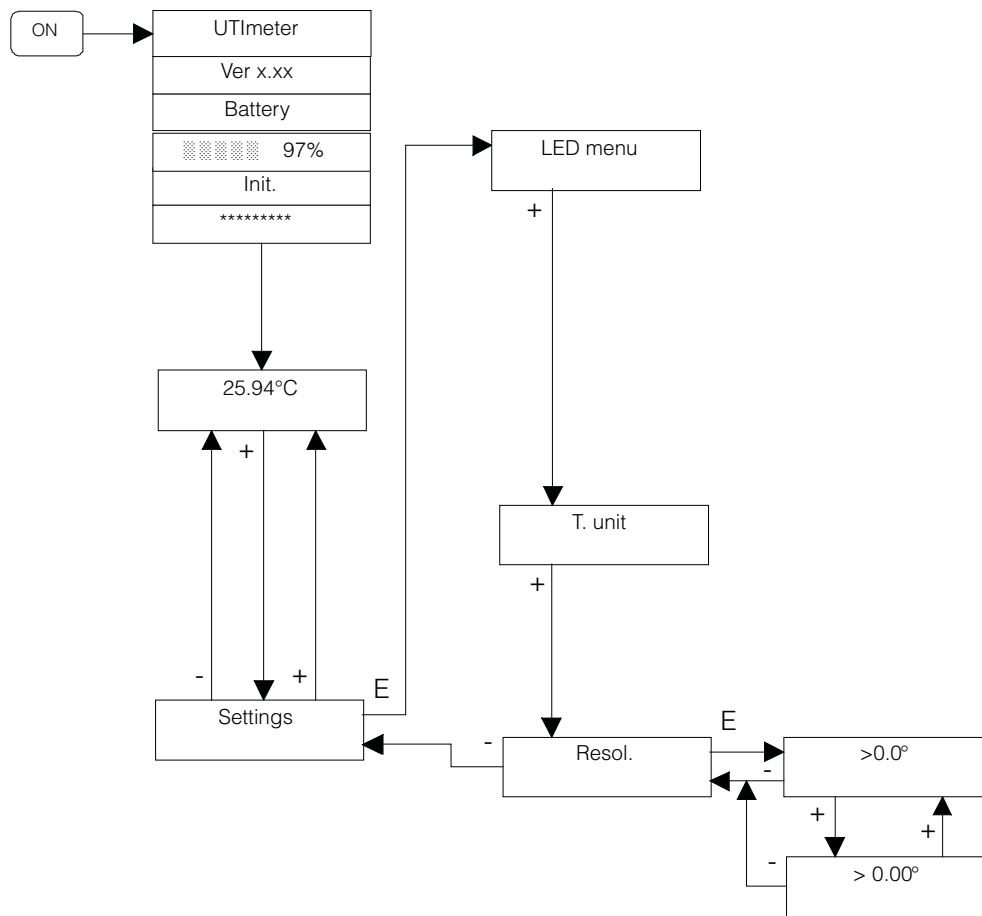 ON
UTImeter
Ver x.xx
Battery
░░░░░ 97%
Init.
*********
LED menu
+
25.94°C
+
T. unit
+
-
+
E
Settings
-
Resol.
E
-
>0.0°
+
+
-
> 0.00°